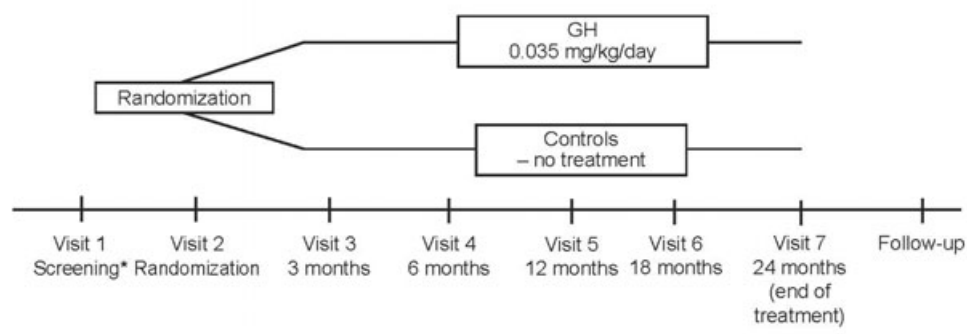 GH
0.035 mg/kg/day
Randomization
Controls
– no treatment
Visit 1
Screening*
Visit 2
Randomization
Visit 3
3 months
Visit 4
6 months
Visit 5
12 months
Visit 6
18 months
Visit 7
24 months
(end of
treatment)
Follow-up